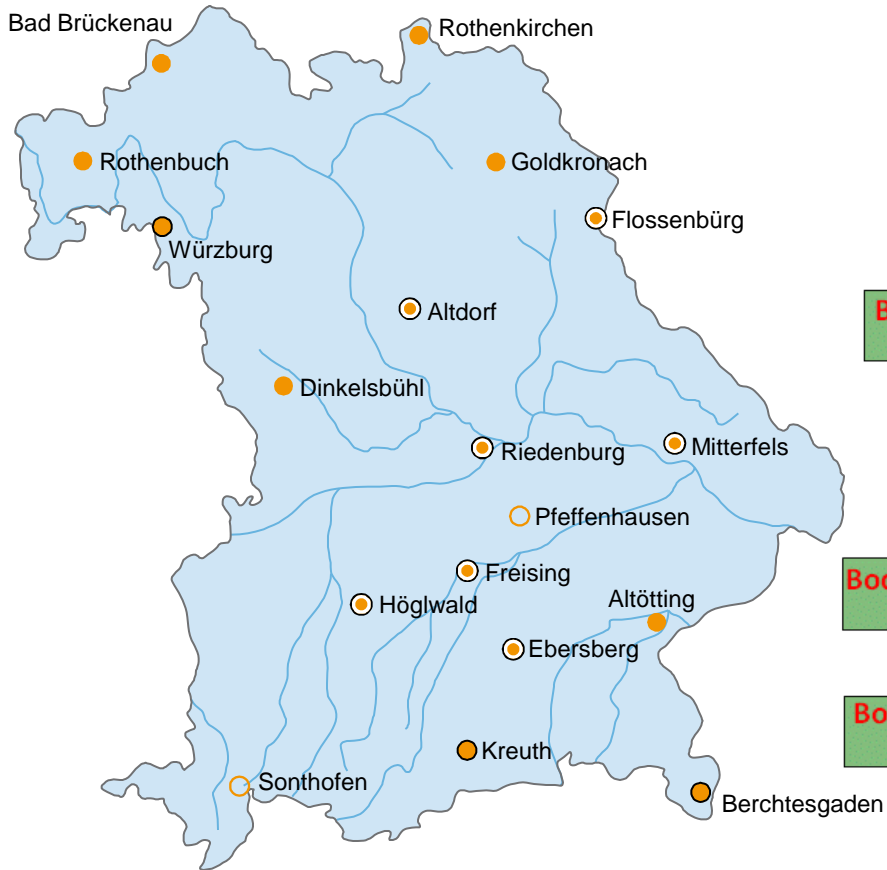 Bad Brückenau
Rothenkirchen
Rothenbuch
Goldkronach
Flossenbürg
Würzburg
Altdorf
Dinkelsbühl
Riedenburg
Mitterfels
Pfeffenhausen
Freising
Höglwald
Altötting
Ebersberg
Kreuth
Sonthofen
Berchtesgaden